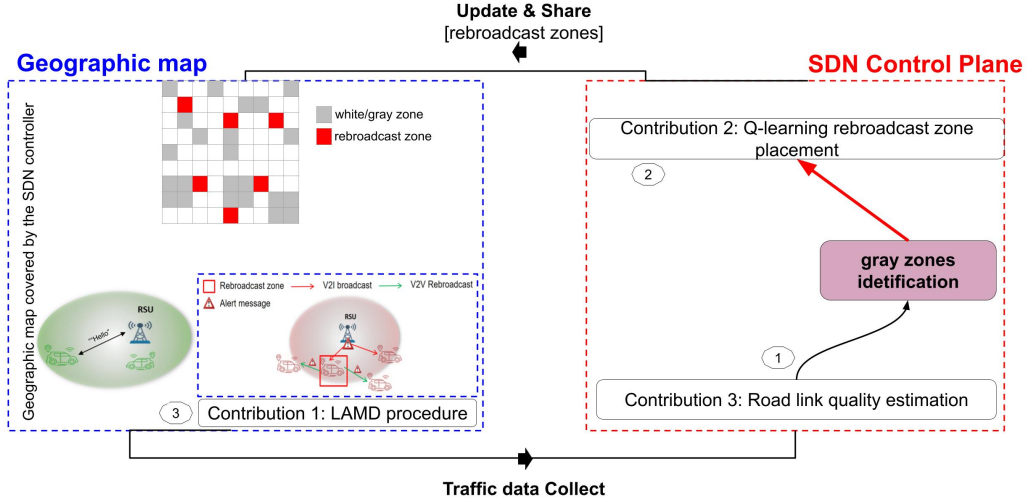 Update & Share
[rebroadcast zones]
Geographic map
SDN Control Plane
Geographic map covered by the SDN controller
white/gray zone
rebroadcast zone
Contribution 2: Q-learning rebroadcast zone
placement
2
gray zones
idetification
1
Contribution 3: Road link quality estimation
RSU
""Hello"
Rebroadcast zone
V2I broadcast
V2V Rebroadcast
Alert message
RSU
3
Contribution 1: LAMD procedure
Traffic data Collect